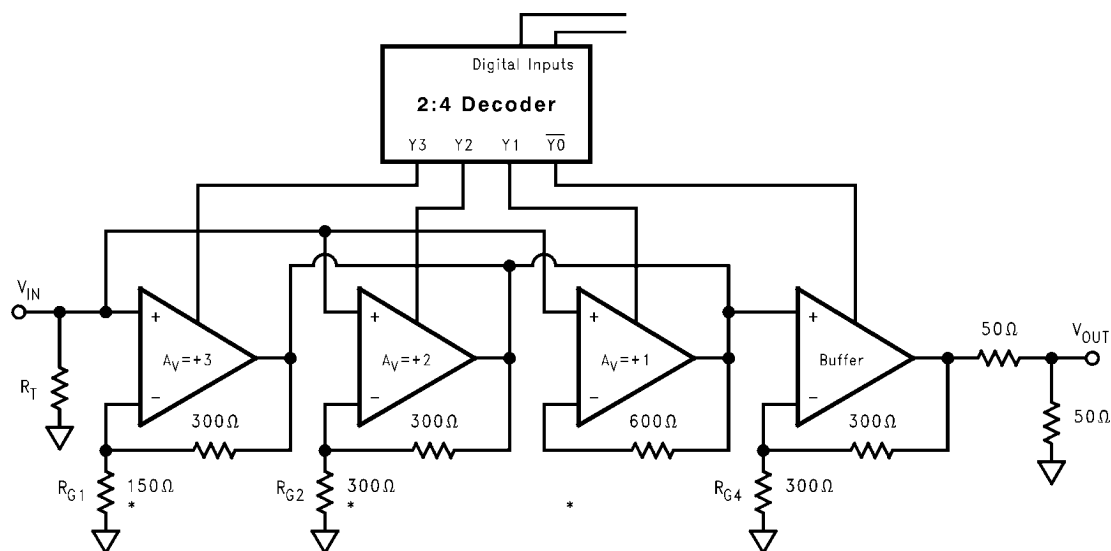 Digital Inputs
2:4 Decoder
Y3 Y2 Y1 Y0
V_IN
+ + + +
50Ω V_OUT
A_V=+3 A_V=+2 A_V=+1 Buffer
R_T
− − − −
300Ω 300Ω 600Ω 300Ω 50Ω
R_G1 150Ω R_G2 300Ω R_G4 300Ω
* * *